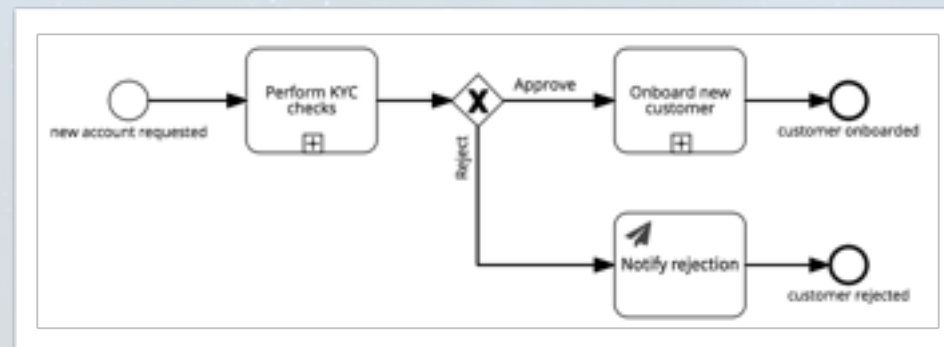 new account requested
Perform KYC
checks
X
Approve
Reject
Onboard new
customer
customer onboarded
Notify rejection
customer rejected